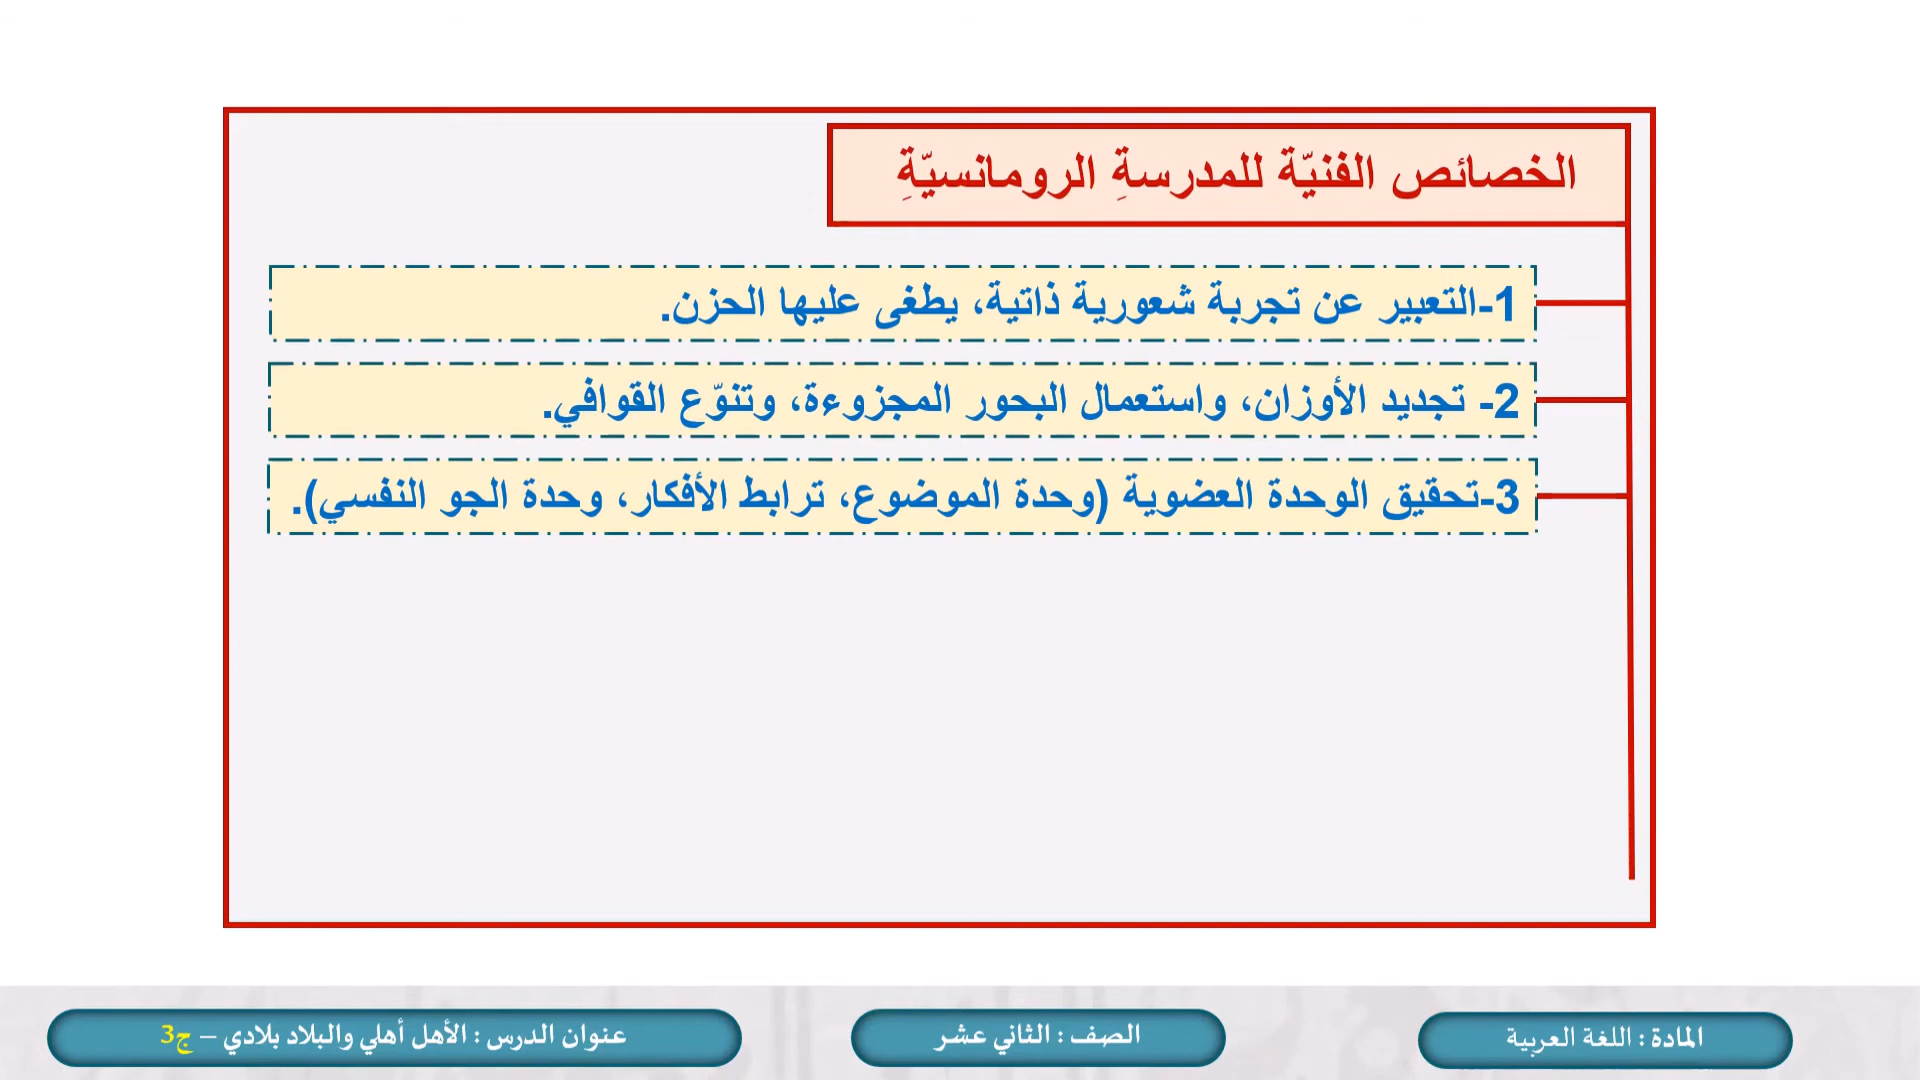 الخصائص الفنيّة للمدرسةِ الرومانسيّةِ
1-التعبير عن تجربة شعورية ذاتية، يطغى عليها الحزن.
2- تجديد الأوزان، واستعمال البحور المجزوءة، وتنوّع القوافي.
3-تحقيق الوحدة العضوية (وحدة الموضوع، ترابط الأفكار، وحدة الجو النفسي).
المادة : اللغة العربية
الصف : الثاني عشر
عنوان الدرس : الأهل أهلي والبلاد بلادي – ج3